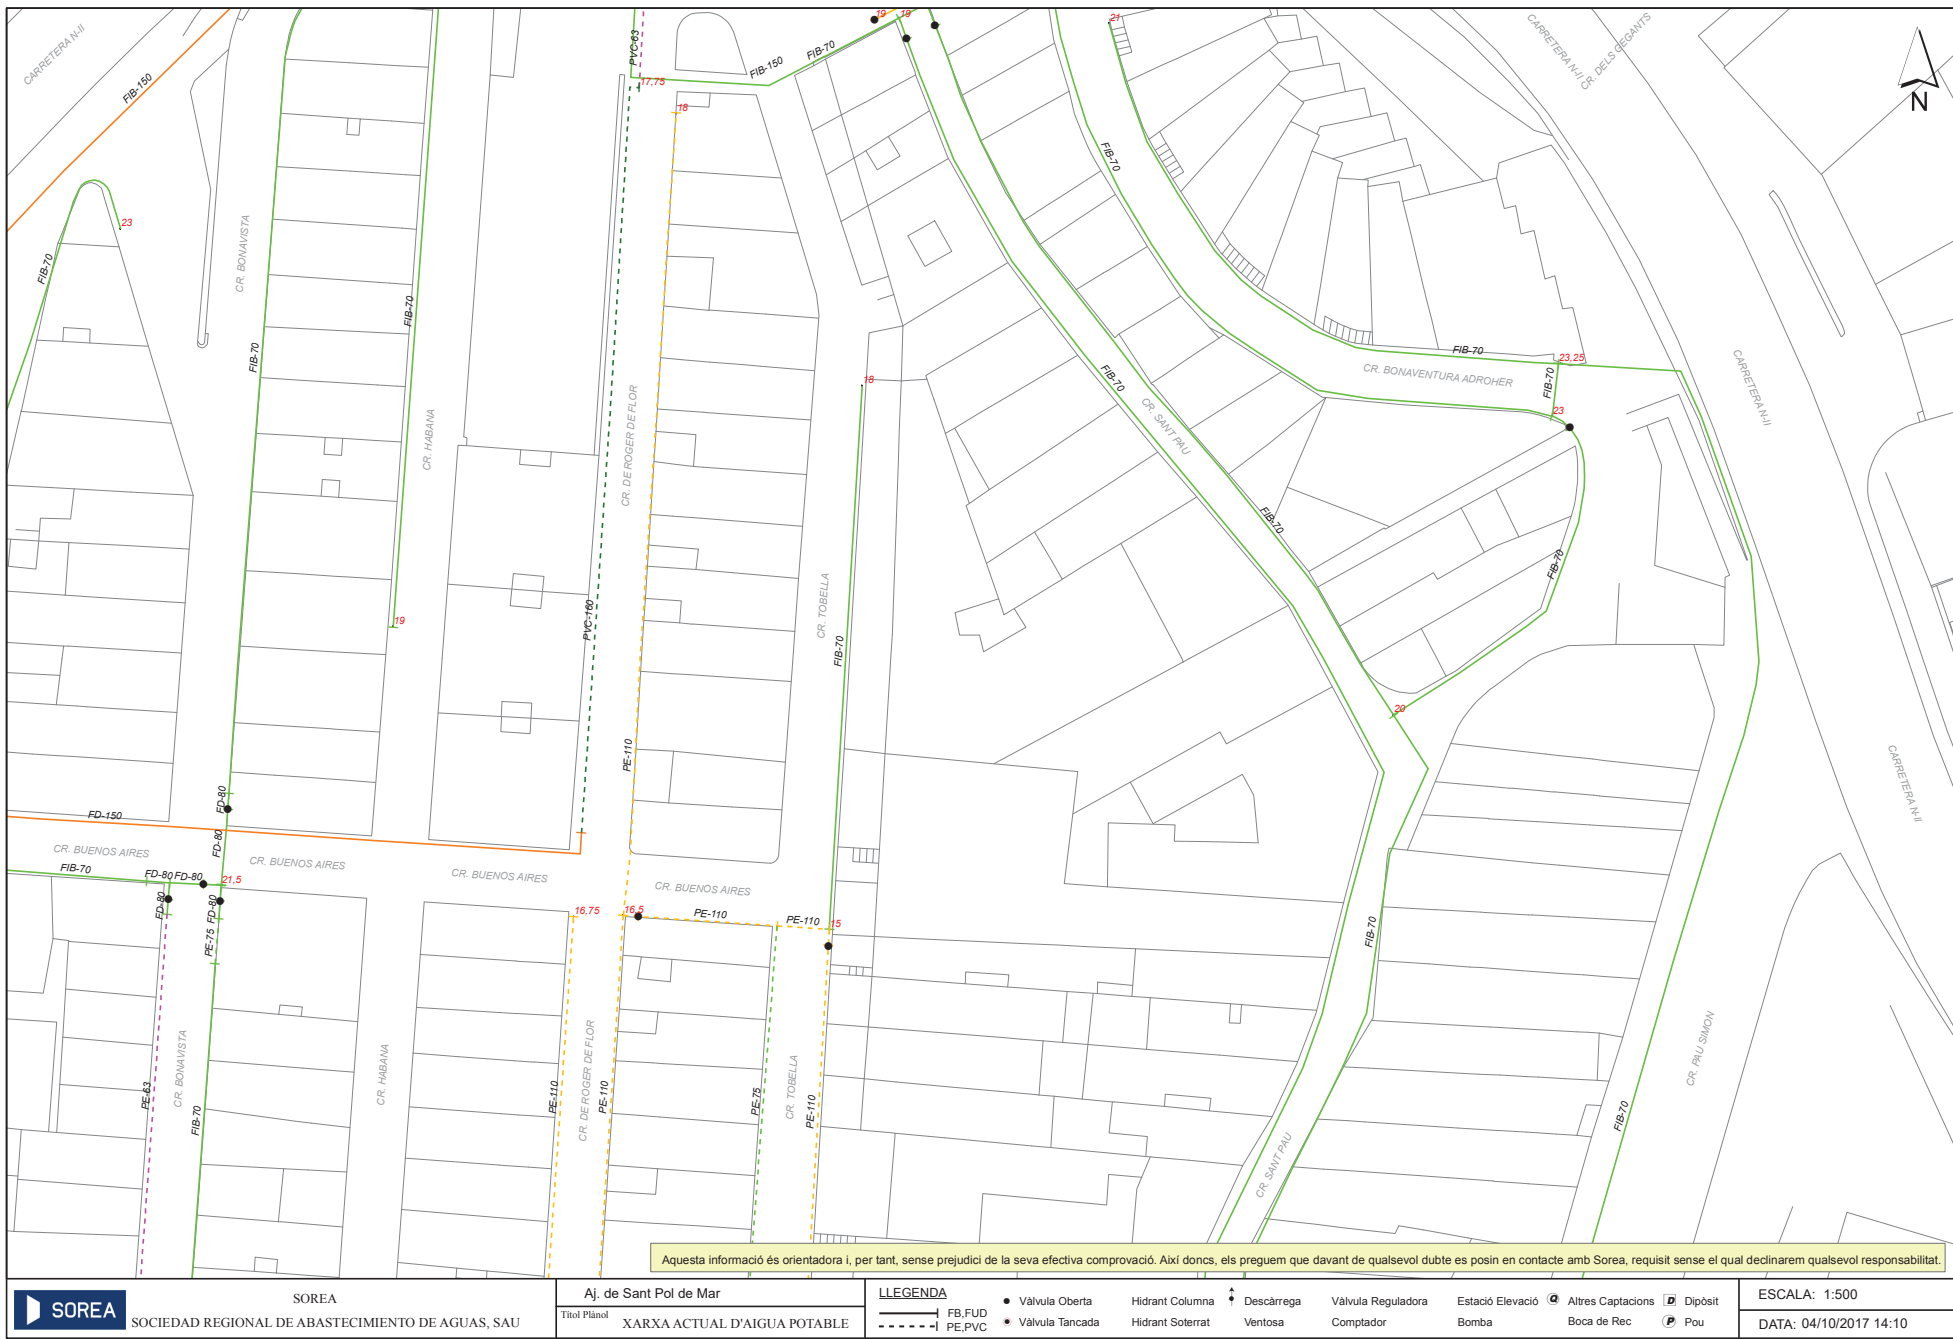 CARRETERA N-II
FIB-150
PVC-63
17,75
18
FIB-150
FIB-70
19
19
21
CARRETERA N-II
CR. DELS GEGANTS
N
23
FIB-70
CR. BONAVISTA
FIB-70
FIB-70
CR. HABANA
19
CR. DE ROGER DE FLOR
PVC-160
PE-110
18
CR. TOBELLA
FIB-70
FIB-70
FIB-70
CR. SANT PAU
FIB-70
FIB-70
CR. BONAVENTURA ADROHER
23,25
FIB-70
23
FIB-70
20
CARRETERA N-II
CARRETERA N-II
FD-80
FD-150
FD-80
CR. BUENOS AIRES
CR. BUENOS AIRES
CR. BUENOS AIRES
CR. BUENOS AIRES
FIB-70
FD-80
FD-80
21,5
FD-80
FD-80
PE-75
16,75
16,5
PE-110
PE-110
15
FIB-70
PE-63
CR. BONAVISTA
FIB-70
CR. HABANA
PE-110
CR. DE ROGER DE FLOR
PE-110
PE-75
CR. TOBELLA
PE-110
CR. SANT PAU
FIB-70
CR. PAU SIMON
Aquesta informació és orientadora i, per tant, sense prejudici de la seva efectiva comprovació. Així doncs, els preguem que davant de qualsevol dubte es posin en contacte amb Sorea, requisit sense el qual declinarem qualsevol responsabilitat.
SOREA
SOREA
SOCIEDAD REGIONAL DE ABASTECIMIENTO DE AGUAS, SAU
Aj. de Sant Pol de Mar
Títol Plànol
XARXA ACTUAL D'AIGUA POTABLE
LLEGENDA
FB,FUD
PE,PVC
Vàlvula Oberta
Hidrant Columna
Descàrrega
Vàlvula Reguladora
Estació Elevació
Altres Captacions
D Dipòsit
Vàlvula Tancada
Hidrant Soterrat
Ventosa
Comptador
Bomba
Boca de Rec
P Pou
ESCALA: 1:500
DATA: 04/10/2017 14:10